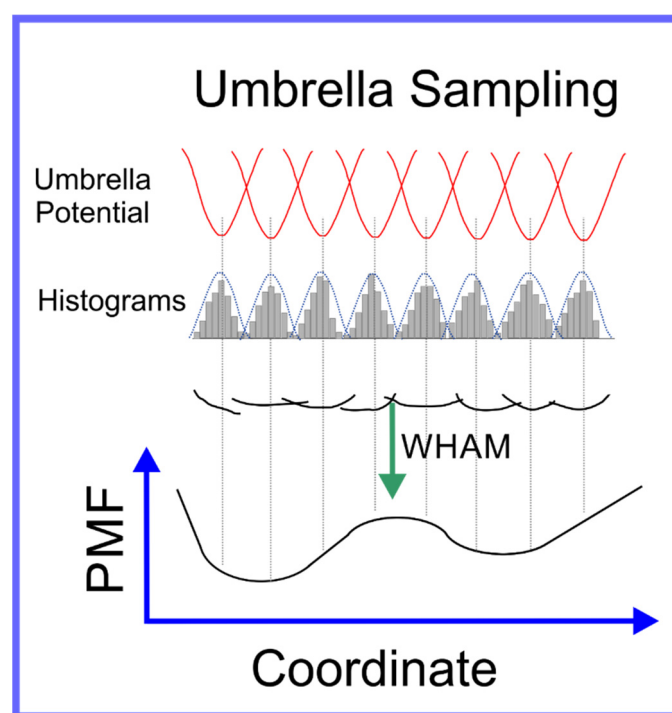 Umbrella Sampling
Umbrella
Potential
Histograms
WHAM
PMF
Coordinate